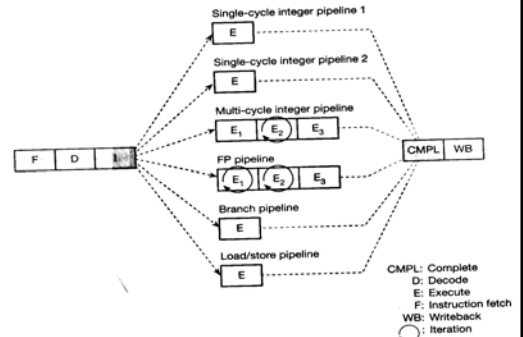 Single-cycle integer pipeline 1
E
Single-cycle integer pipeline 2
E
Multi-cycle integer pipeline
E₁ E₂ E₃
F D
CMPL WB
FP pipeline
E₁ E₂ E₃
Branch pipeline
E
Load/store pipeline
E
CMPL: Complete
D: Decode
E: Execute
F: Instruction fetch
WB: Writeback
: Iteration